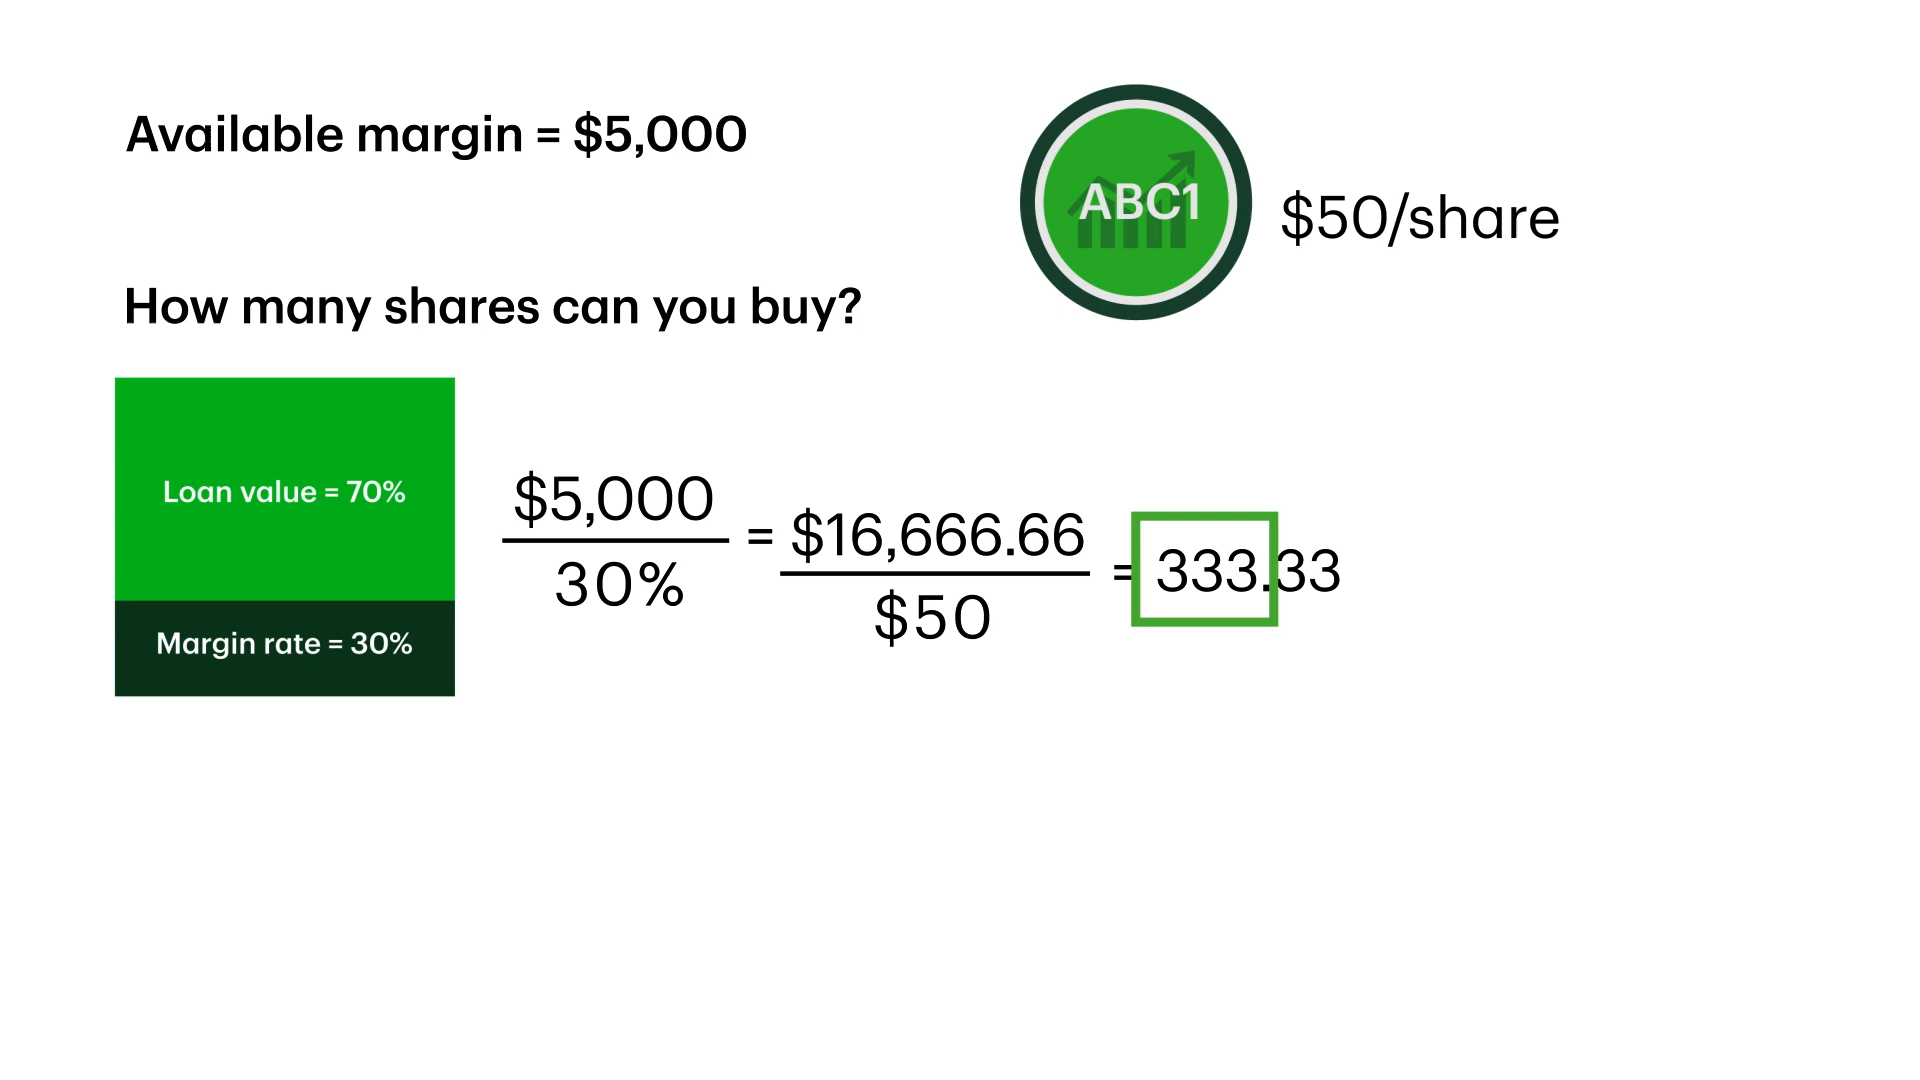 Available margin = $5,000
ABC1
$50/share
How many shares can you buy?
Loan value = 70%
Margin rate = 30%
$5,000
30%
= $16,666.66
$50
= 333.33